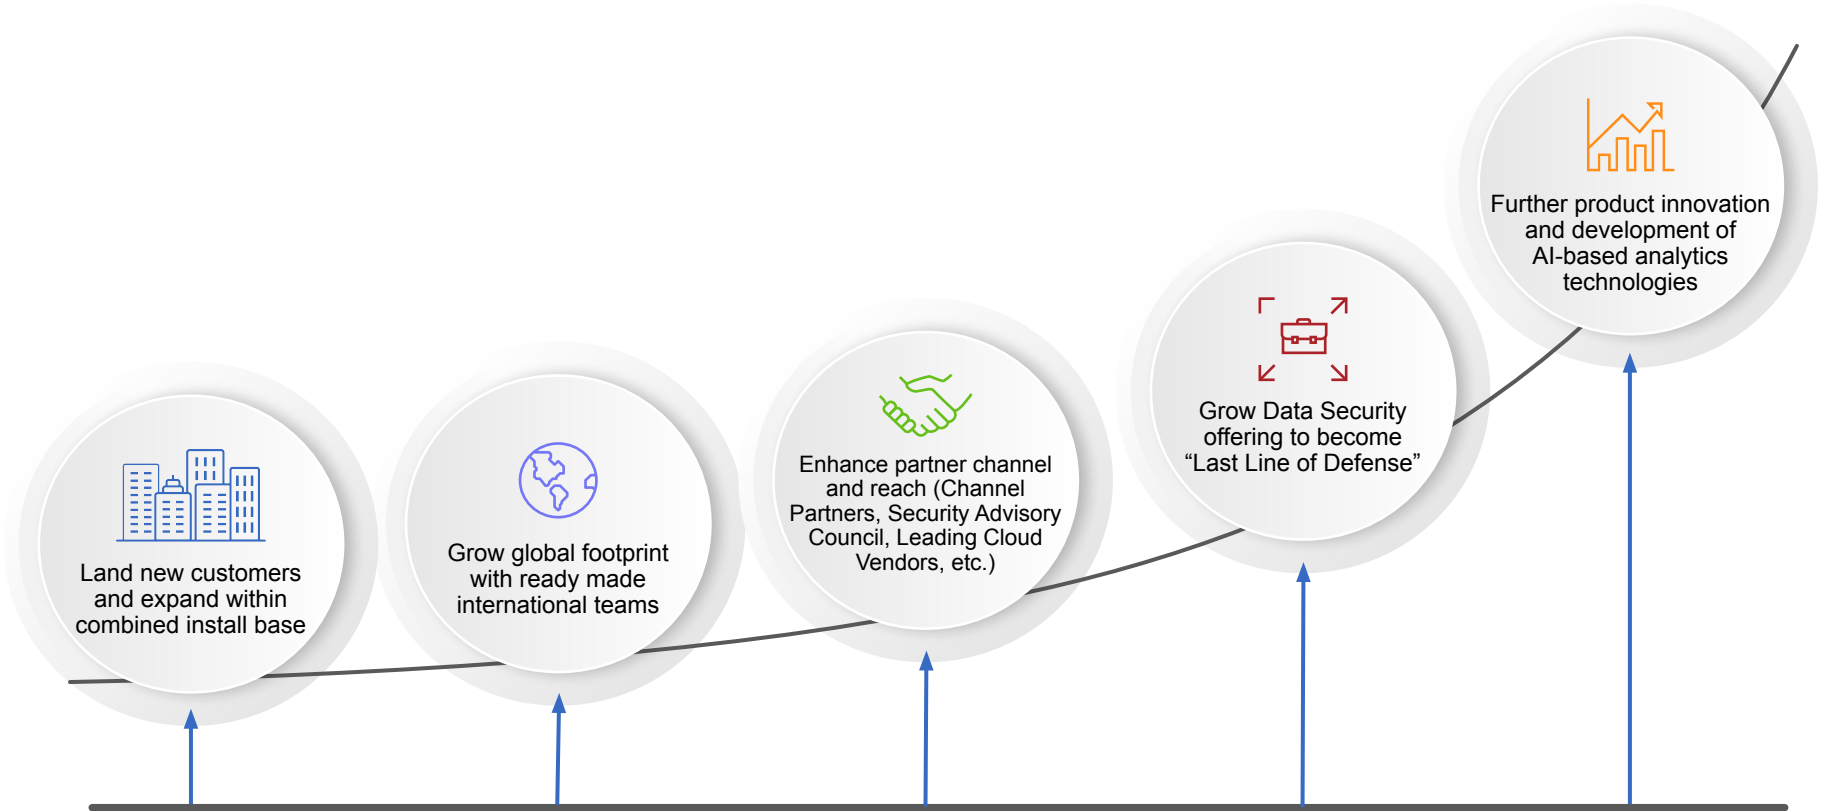 Land new customers
and expand within
combined install base
Grow global footprint
with ready made
international teams
Enhance partner channel
and reach (Channel
Partners, Security Advisory
Council, Leading Cloud
Vendors, etc.)
Grow Data Security
offering to become
“Last Line of Defense”
Further product innovation
and development of
AI-based analytics
technologies